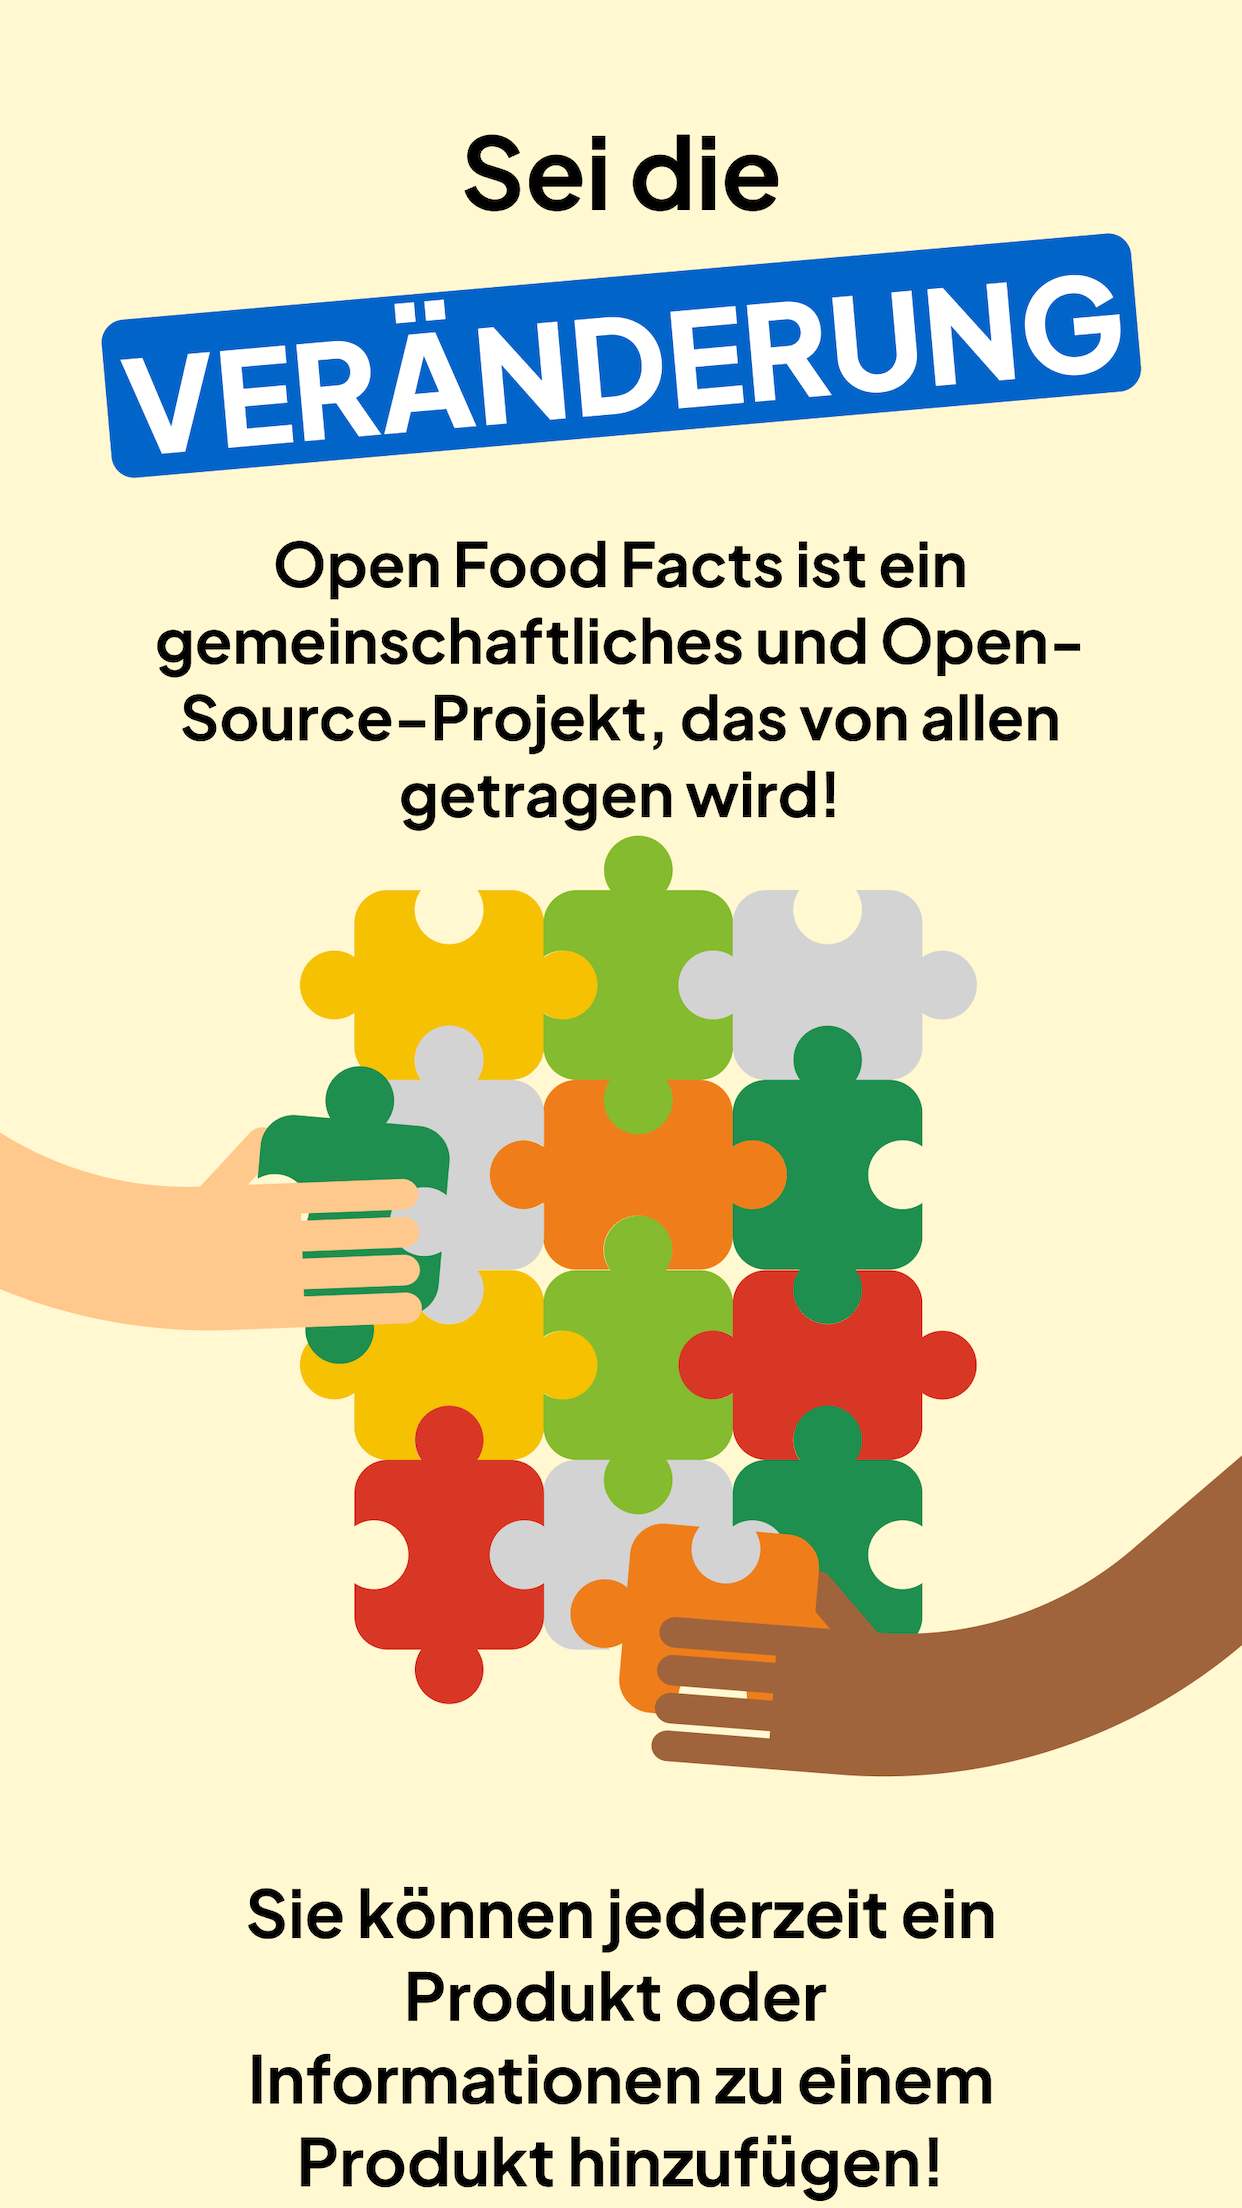 Sei die
VERÄNDERUNG
Open Food Facts ist ein
gemeinschaftliches und Open-
Source-Projekt, das von allen
getragen wird!
Sie können jederzeit ein
Produkt oder
Informationen zu einem
Produkt hinzufügen!